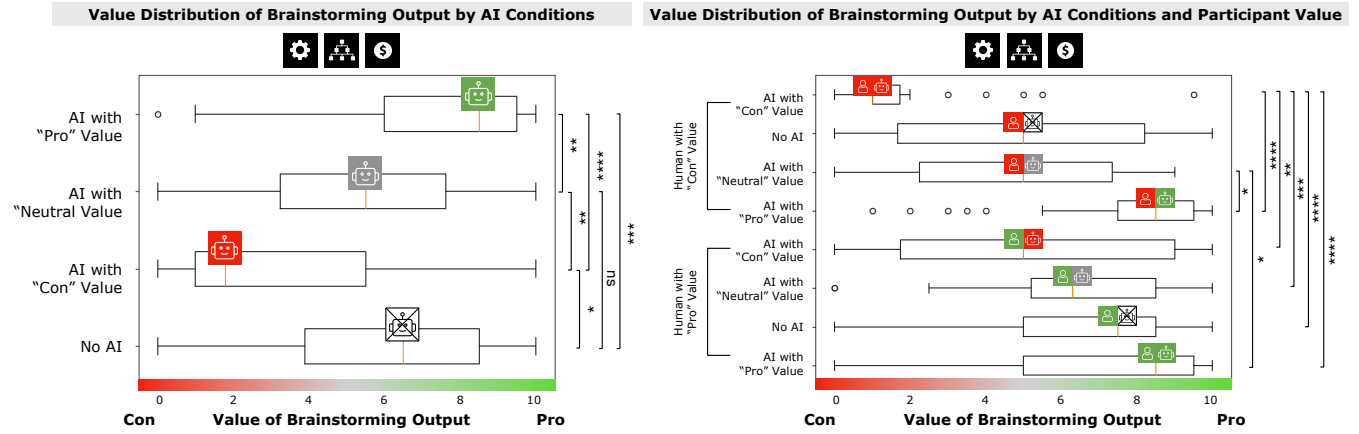 Value Distribution of Brainstorming Output by AI Conditions
$
AI with
“Pro” Value
AI with
“Neutral Value
AI with
“Con” Value
No AI
**
****
**
***
ns
*
0 2 4 6 8 10
Con Value of Brainstorming Output Pro
Value Distribution of Brainstorming Output by AI Conditions and Participant Value
$
Human with
“Con” Value
AI with
“Con” Value
No AI
AI with
“Neutral” Value
AI with
“Pro” Value
Human with
“Pro” Value
AI with
“Con” Value
AI with
“Neutral” Value
No AI
AI with
“Pro” Value
*
*
****
**
***
****
****
0 2 4 6 8 10
Con Value of Brainstorming Output Pro